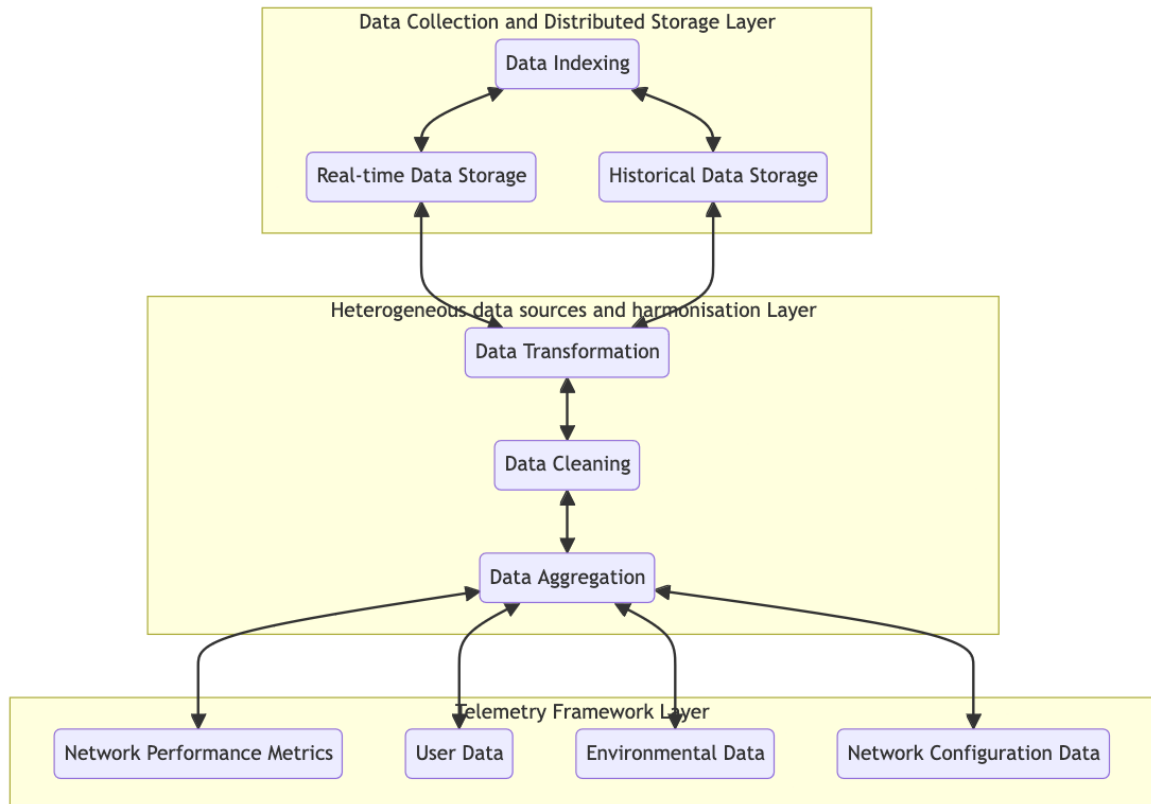 Data Collection and Distributed Storage Layer
Data Indexing
Real-time Data Storage
Historical Data Storage
Heterogeneous data sources and harmonisation Layer
Data Transformation
Data Cleaning
Data Aggregation
Telemetry Framework Layer
Network Performance Metrics
User Data
Environmental Data
Network Configuration Data